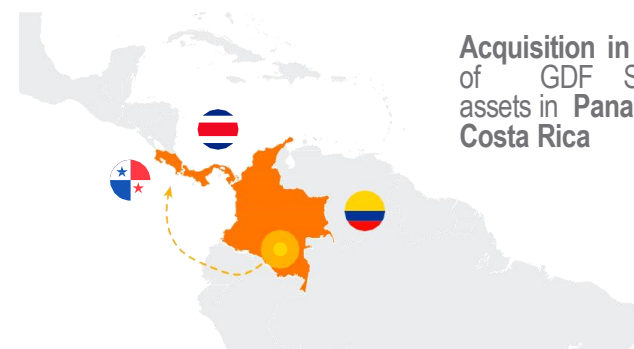 Acquisition in
of GDF S
assets in Pana
Costa Rica